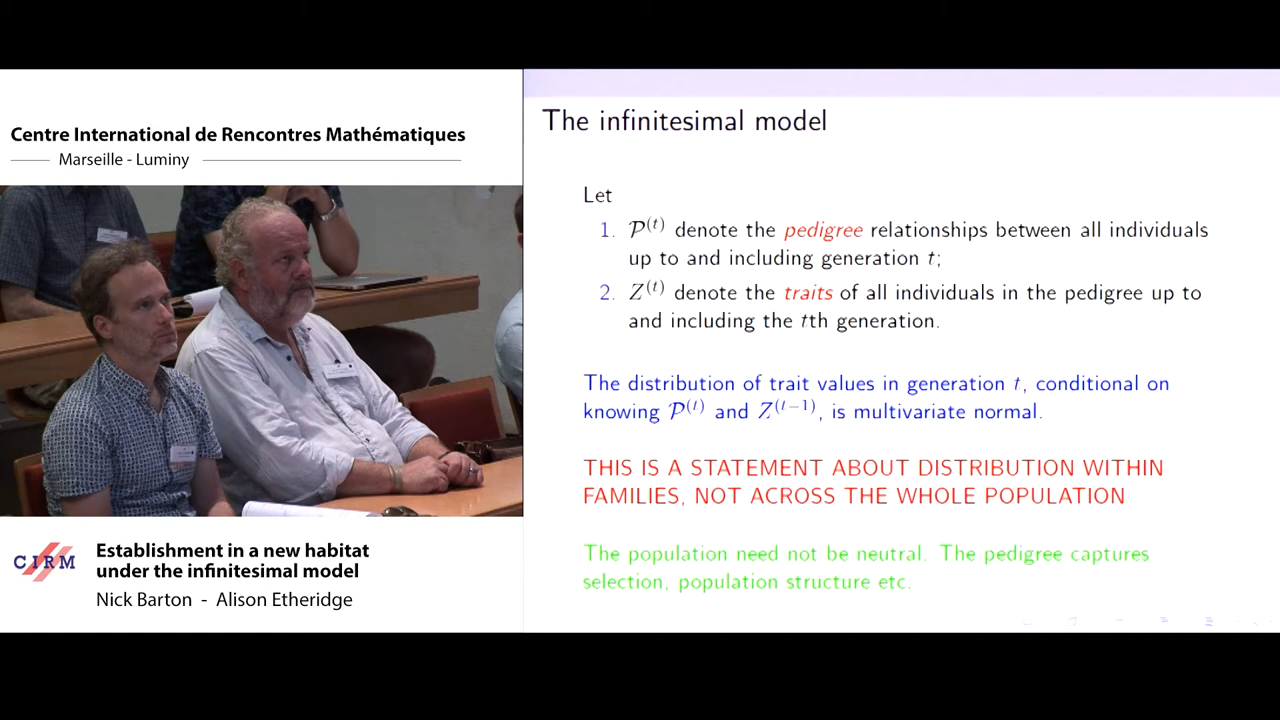 Centre International de Rencontres Mathématiques
Marseille - Luminy
The infinitesimal model
Let
1. P^(t) denote the pedigree relationships between all individuals
up to and including generation t;
2. Z^(t) denote the traits of all individuals in the pedigree up to
and including the tth generation.
The distribution of trait values in generation t, conditional on
knowing P^(t) and Z^(t−1), is multivariate normal.
THIS IS A STATEMENT ABOUT DISTRIBUTION WITHIN
FAMILIES, NOT ACROSS THE WHOLE POPULATION
The population need not be neutral. The pedigree captures
selection, population structure etc.
CIRM
Establishment in a new habitat
under the infinitesimal model
Nick Barton - Alison Etheridge